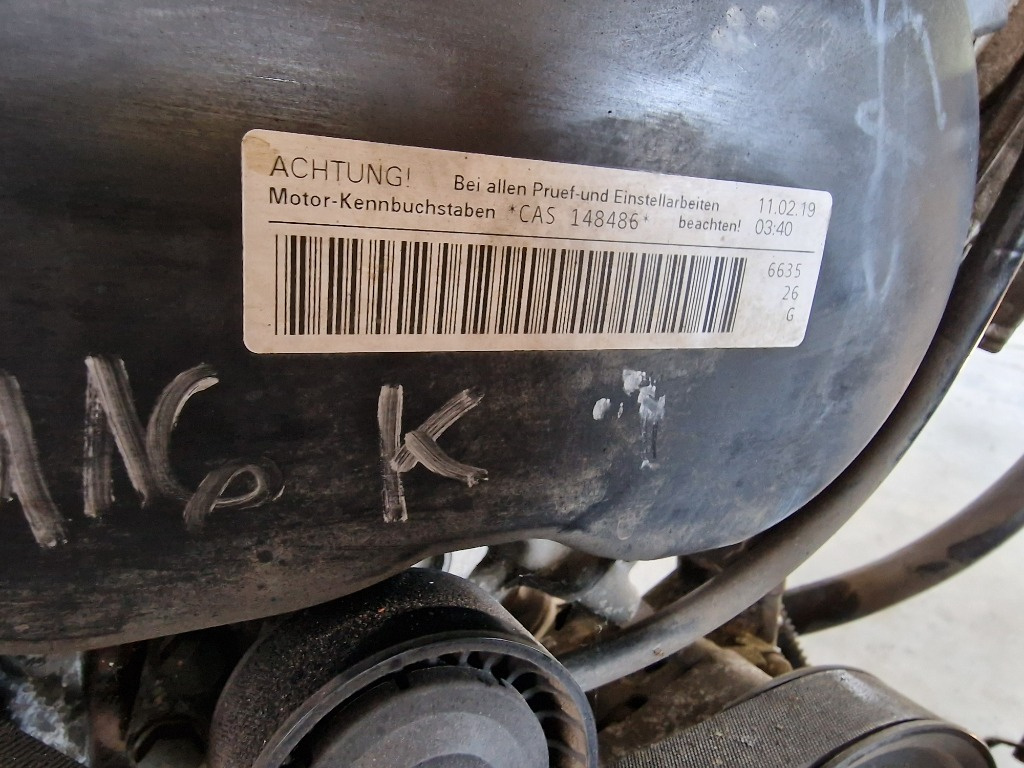 ACHTUNG! Bei allen Pruef-und Einstellarbeiten 11.02.19
Motor-Kennbuchstaben *CAS 148486* beachten! 03:40
6635
26
G
K